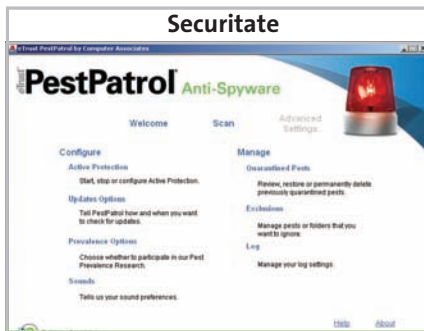 Securitate
eTrust PestPatrol by Computer Associates
eTrust PestPatrol Anti-Spyware
Welcome Scan Advanced Settings
Configure
Active Protection
Start, stop or configure Active Protection.
Updates Options
Tell PestPatrol how and when you want
to check for updates.
Prevalence Options
Choose whether to participate in our Pest
Prevalence Research.
Sounds
Tells us your sound preferences.
Manage
Quarantined Pests
Review, restore or permanently delete
previously quarantined pests.
Exclusions
Manage pests or folders that you
want to ignore.
Log
Manage your log settings.
Help About